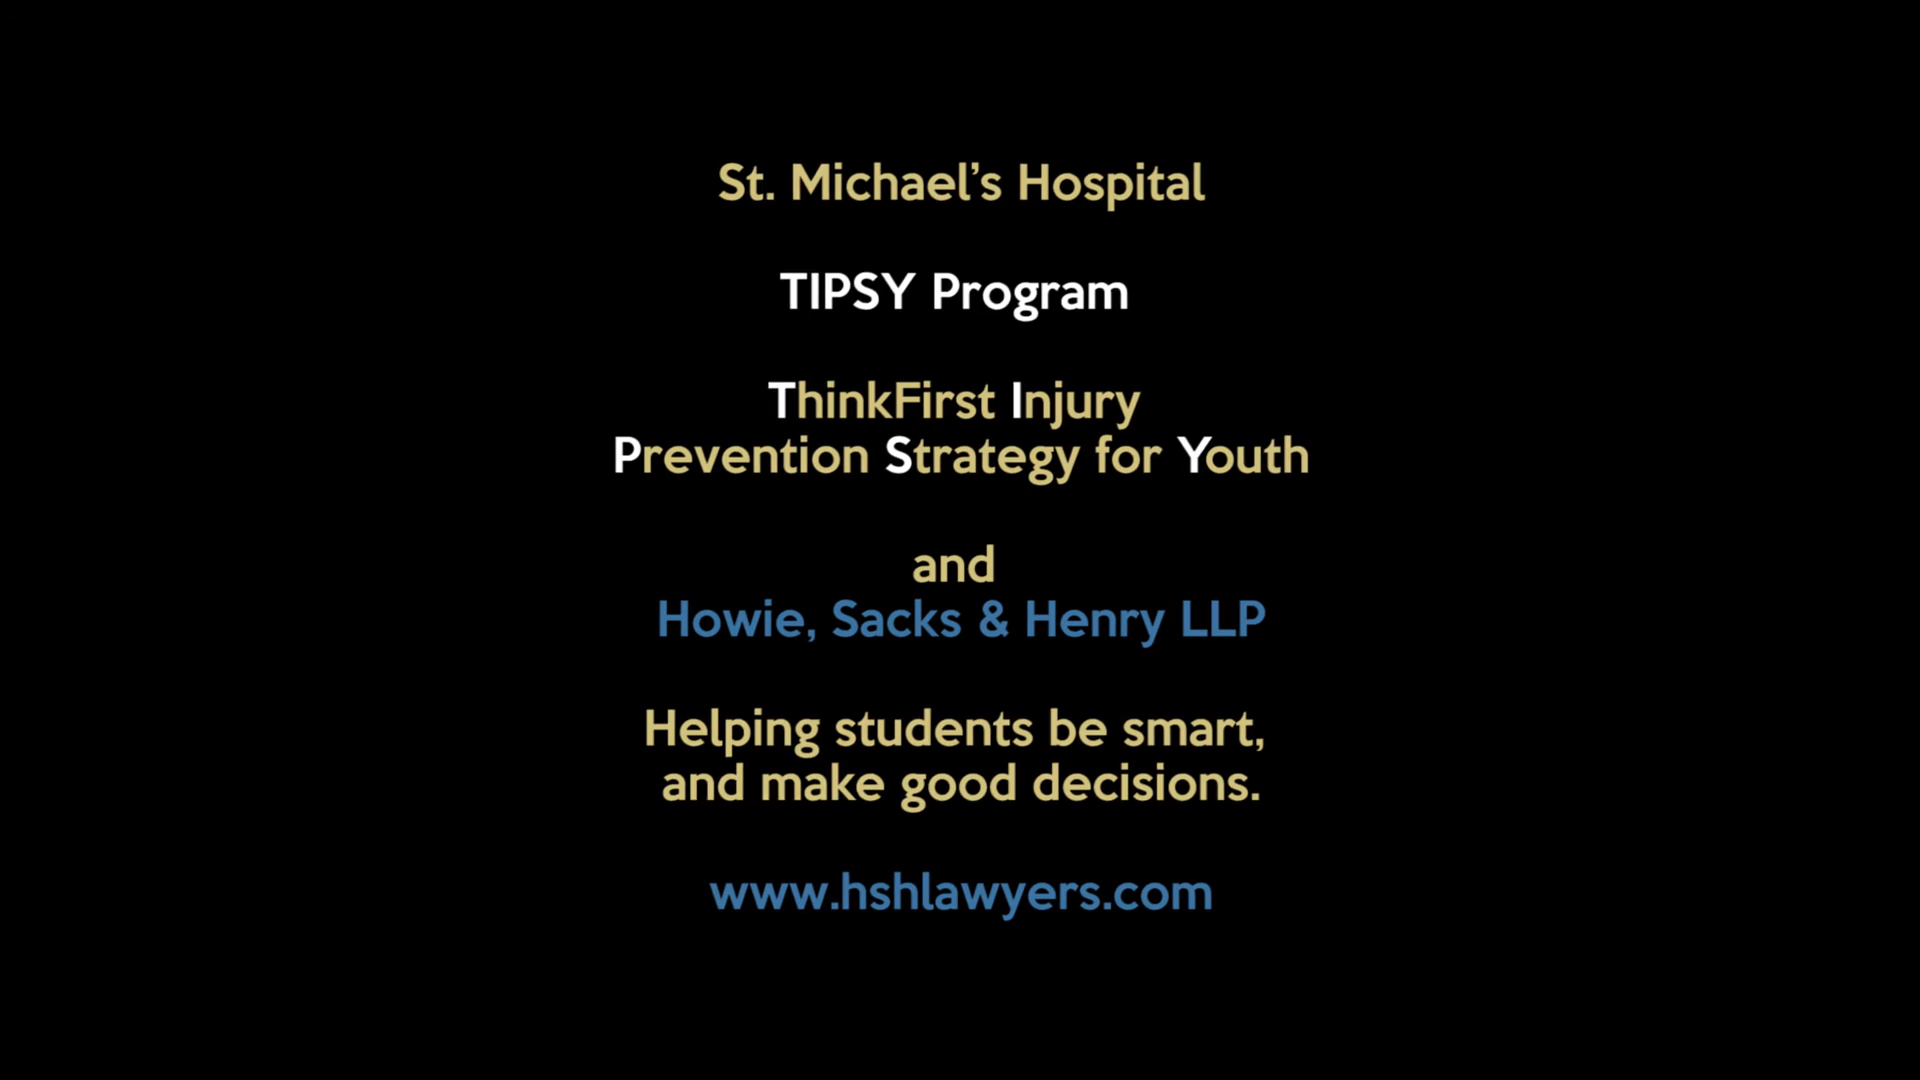 St. Michael’s Hospital
TIPSY Program
ThinkFirst Injury
Prevention Strategy for Youth
and
Howie, Sacks & Henry LLP
Helping students be smart,
and make good decisions.
www.hshlawyers.com